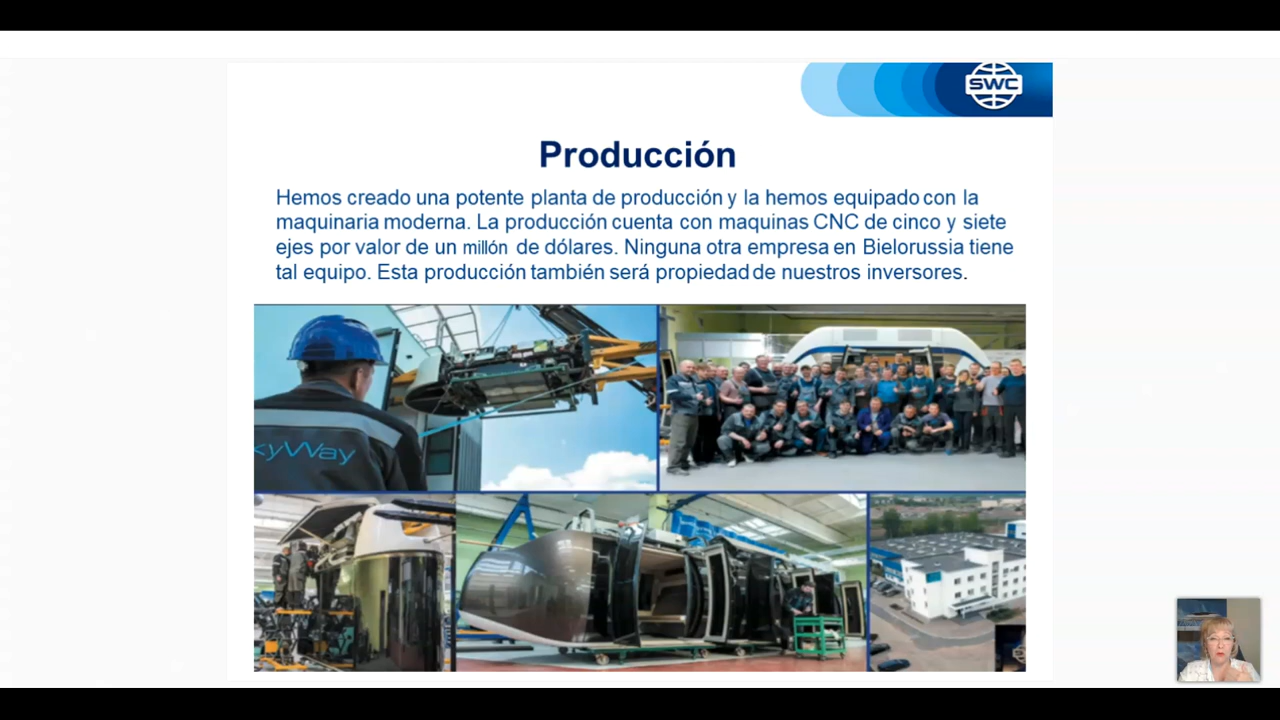 SWC
Producción
Hemos creado una potente planta de producción y la hemos equipado con la
maquinaria moderna. La producción cuenta con maquinas CNC de cinco y siete
ejes por valor de un millón de dólares. Ninguna otra empresa en Bielorussia tiene
tal equipo. Esta producción también será propiedad de nuestros inversores.
kyWay